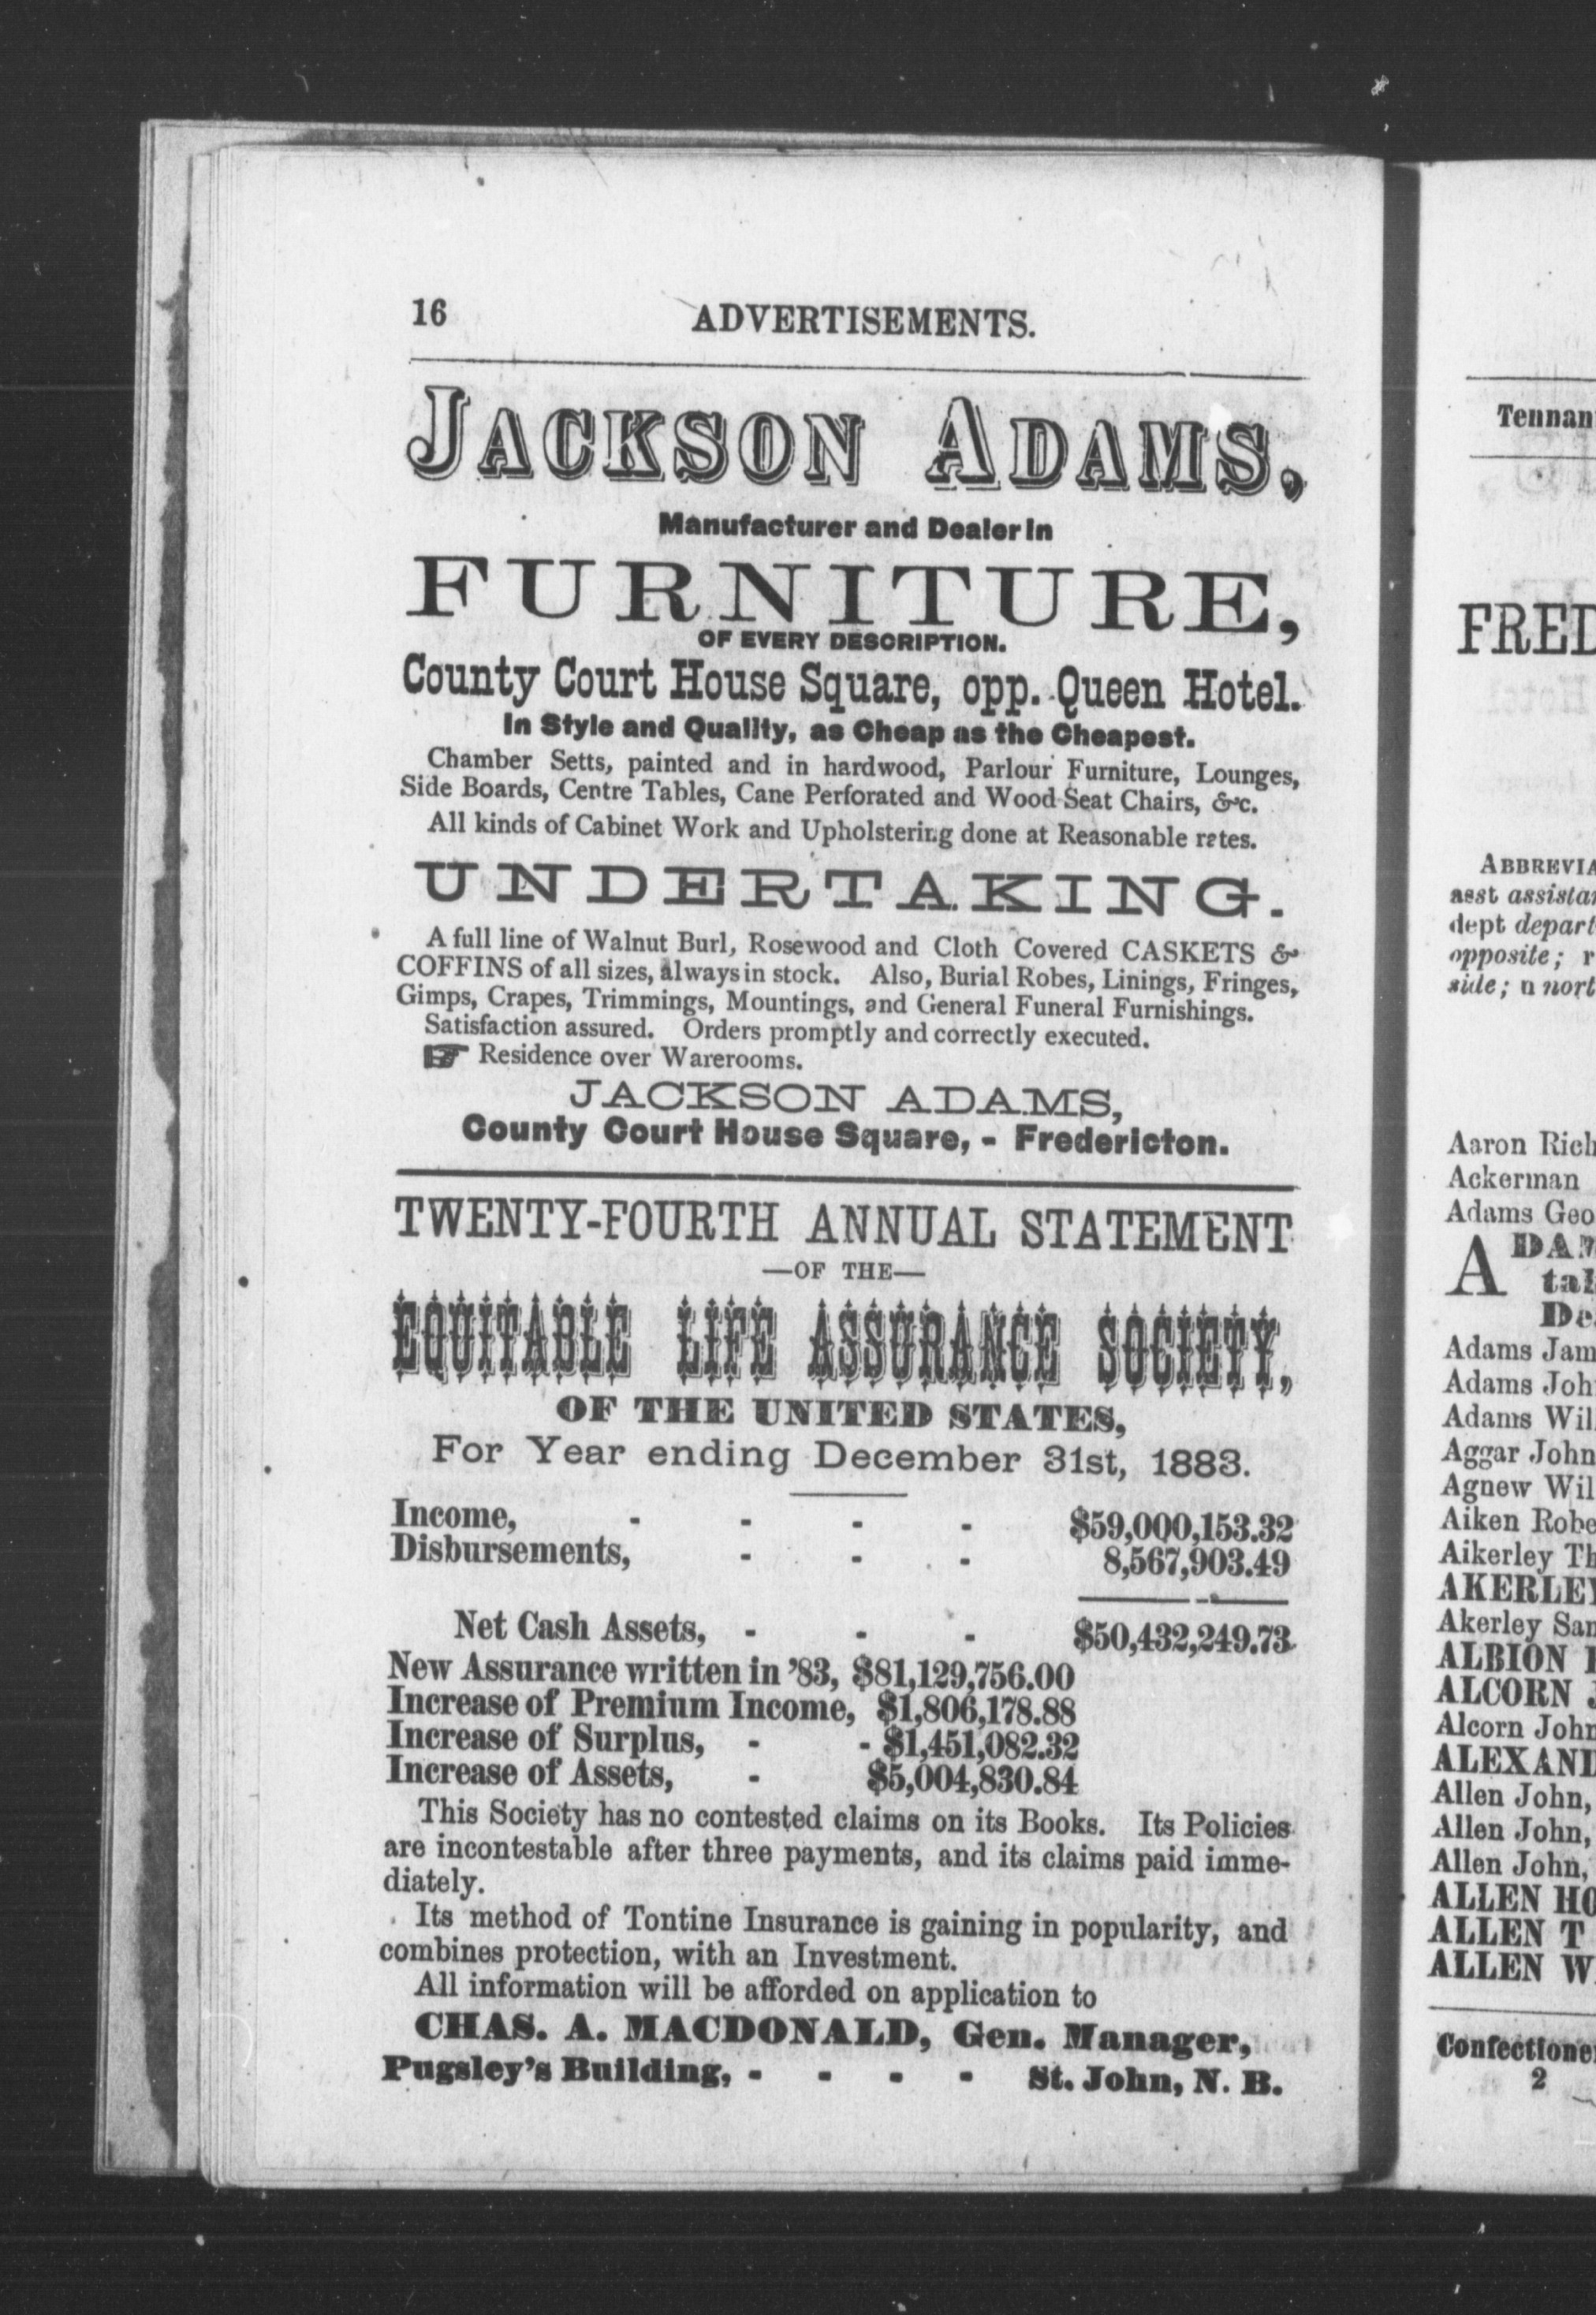 16 ADVERTISEMENTS.
JACKSON ADAMS,
Manufacturer and Dealer in
FURNITURE,
OF EVERY DESCRIPTION.
County Court House Square, opp. Queen Hotel.
In Style and Quality, as Cheap as the Cheapest.
Chamber Setts, painted and in hardwood, Parlour Furniture, Lounges,
Side Boards, Centre Tables, Cane Perforated and Wood Seat Chairs, &c.
All kinds of Cabinet Work and Upholstering done at Reasonable rates.
UNDERTAKING.
A full line of Walnut Burl, Rosewood and Cloth Covered CASKETS &
COFFINS of all sizes, always in stock. Also, Burial Robes, Linings, Fringes,
Gimps, Crapes, Trimmings, Mountings, and General Funeral Furnishings.
Satisfaction assured. Orders promptly and correctly executed.
☞ Residence over Warerooms.
JACKSON ADAMS,
County Court House Square, - Fredericton.
TWENTY-FOURTH ANNUAL STATEMENT
—OF THE—
EQUITABLE LIFE ASSURANCE SOCIETY,
OF THE UNITED STATES,
For Year ending December 31st, 1883.
Income, - - - - $59,000,153.32
Disbursements, - - - 8,567,903.49
Net Cash Assets, - - - $50,432,249.73
New Assurance written in '83, $81,129,756.00
Increase of Premium Income, $1,806,178.88
Increase of Surplus, - - $1,451,082.32
Increase of Assets, - $5,004,830.84
This Society has no contested claims on its Books. Its Policies
are incontestable after three payments, and its claims paid imme-
diately.
Its method of Tontine Insurance is gaining in popularity, and
combines protection, with an Investment.
All information will be afforded on application to
CHAS. A. MACDONALD, Gen. Manager,
Pugsley's Building, - - - - St. John, N. B.
Tennan
FRED
ABBREVIA
asst assistan
dept depart
opposite; r
side; n nort
Aaron Rich
Ackerman
Adams Geo
ADAM
tal
De
Adams Jam
Adams Joh
Adams Wil
Aggar John
Agnew Wil
Aiken Robe
Aikerley Th
AKERLEY
Akerley Sam
ALBION
ALCORN J
Alcorn John
ALEXAND
Allen John,
Allen John,
Allen John,
ALLEN HO
ALLEN T
ALLEN W
Confectione
2